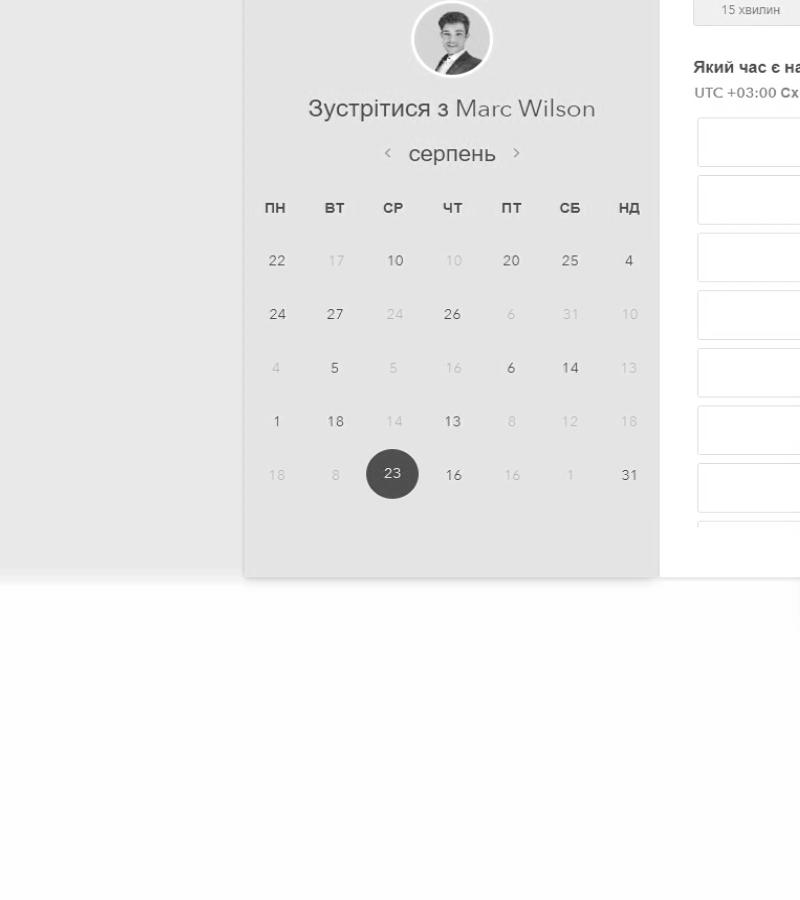 15 хвилин
Зустрітися з Marc Wilson
серпень
ПН ВТ СР ЧТ ПТ СБ НД
22 17 10 10 20 25 4
24 27 24 26 6 31 10
4 5 5 16 6 14 13
1 18 14 13 8 12 18
18 8 23 16 16 1 31
Який час є
UTC +03:00